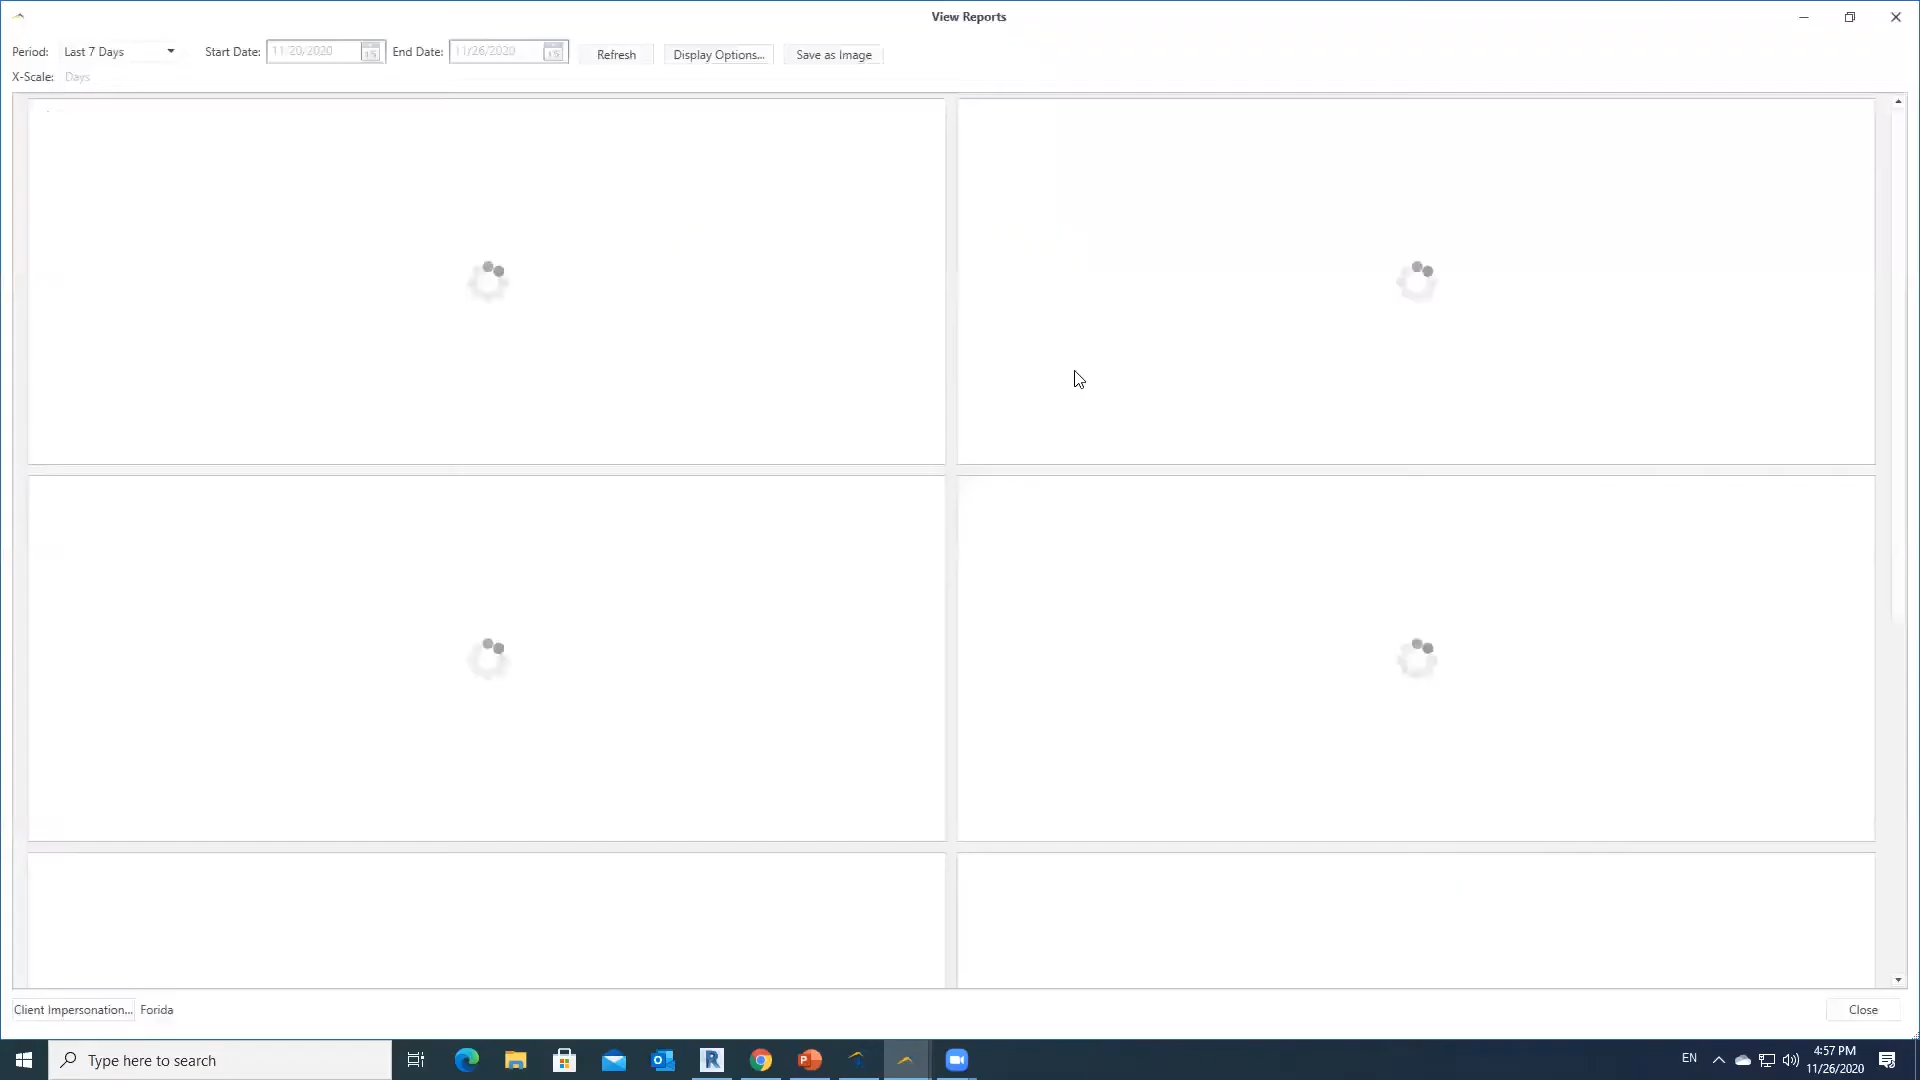 View Reports
Period: Last 7 Days Start Date: 11/20/2020 End Date: 11/26/2020 Refresh Display Options... Save as Image
X-Scale: Days
Client Impersonation... Forida Close
Type here to search
EN 4:57 PM
11/26/2020